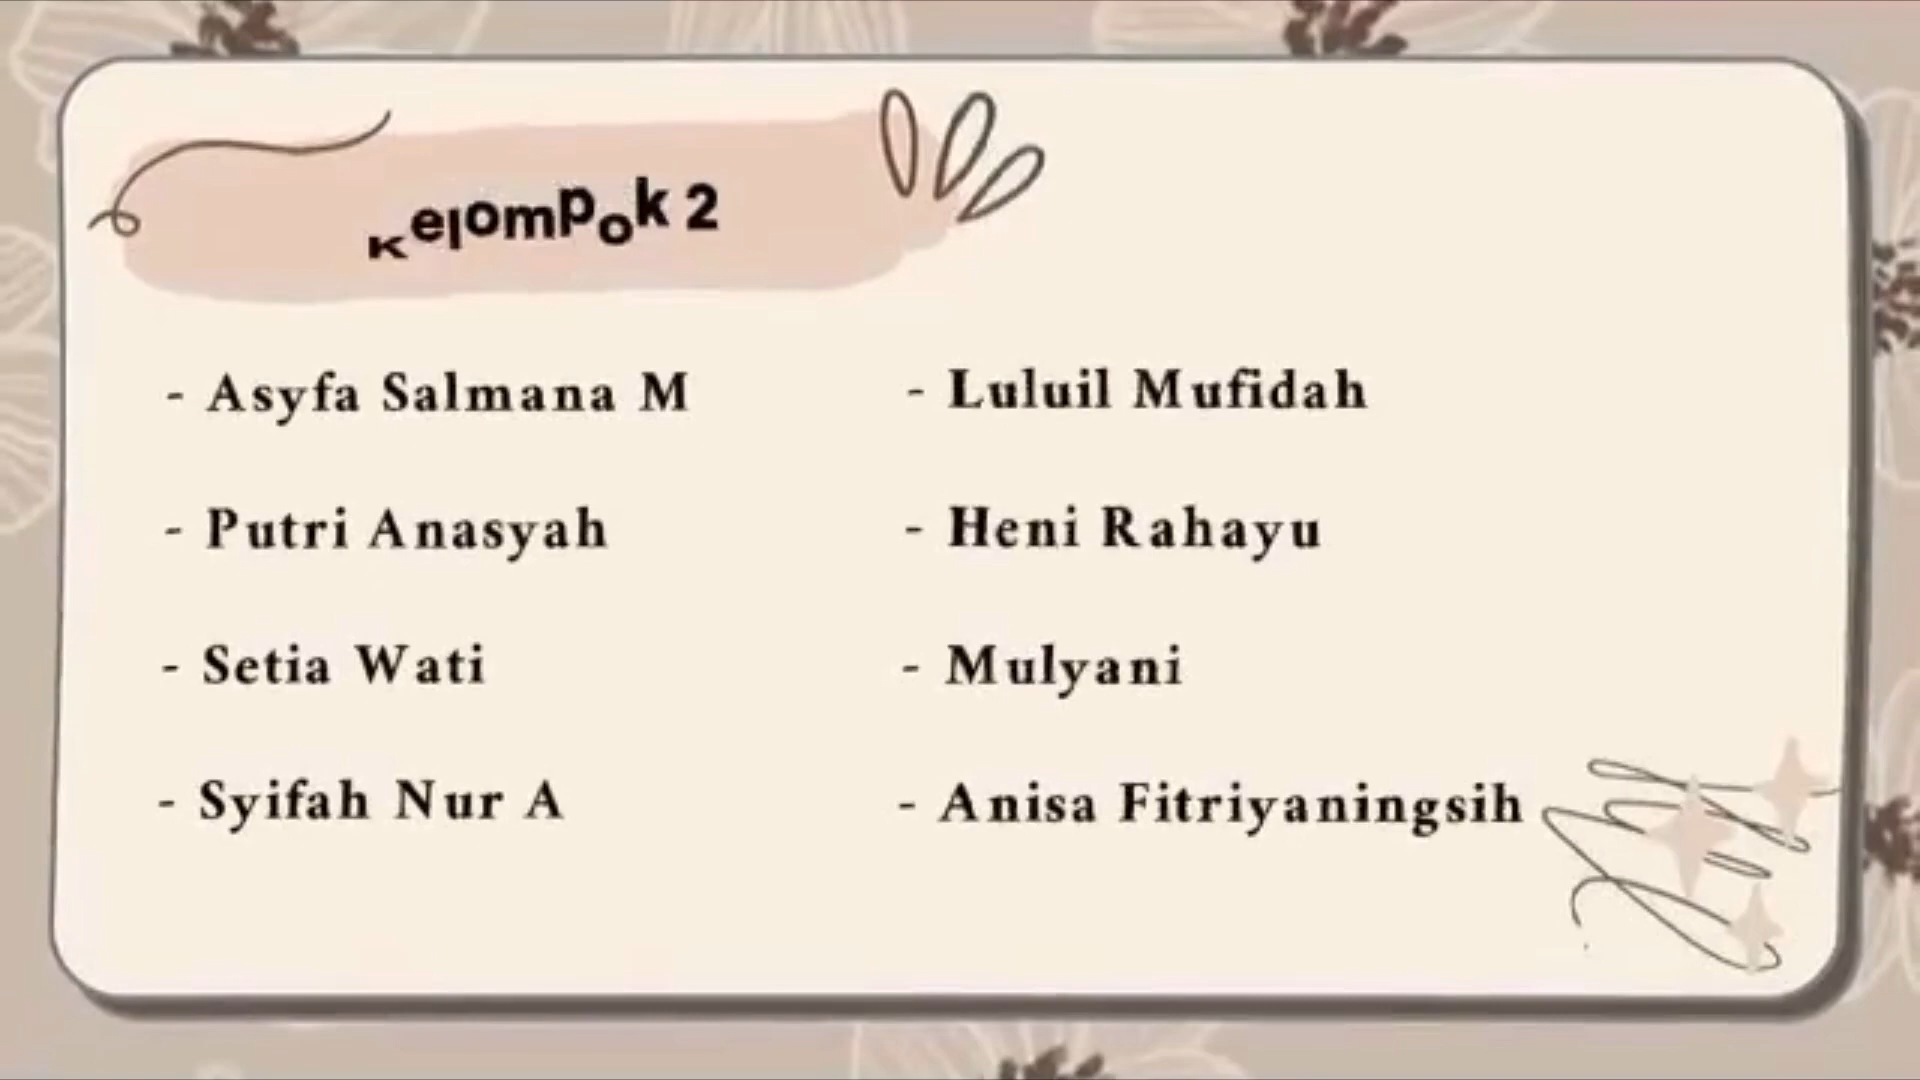 Kelompok 2
- Asyfa Salmana M
- Putri Anasyah
- Setia Wati
- Syifah Nur A
- Luluil Mufidah
- Heni Rahayu
- Mulyani
- Anisa Fitriyaningsih